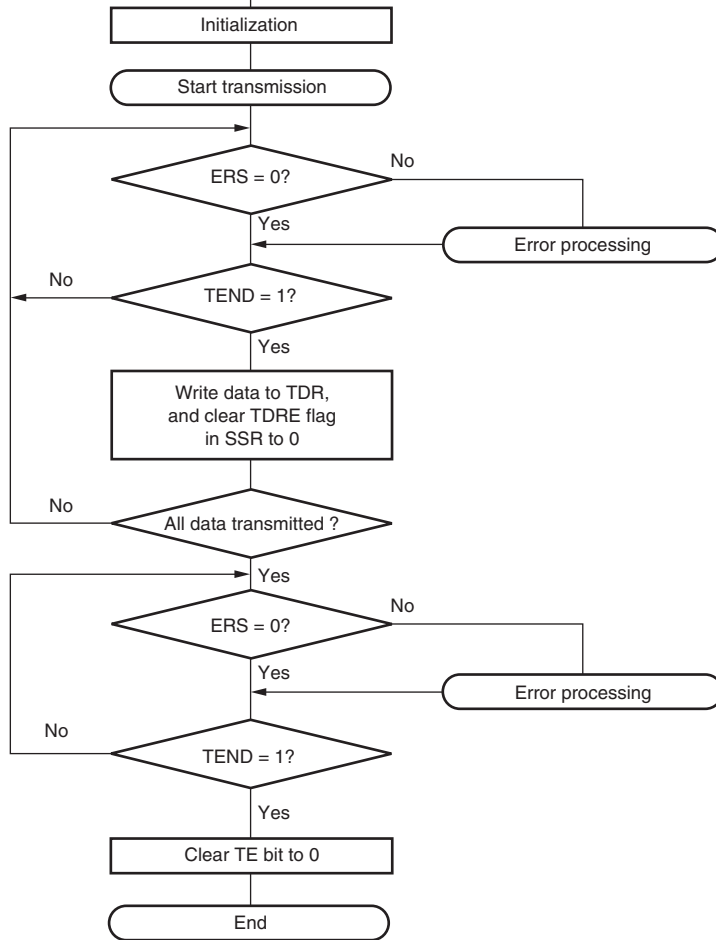 Initialization
Start transmission
ERS = 0?
No
Yes
Error processing
No
TEND = 1?
Yes
Write data to TDR,
and clear TDRE flag
in SSR to 0
No
All data transmitted ?
Yes
ERS = 0?
No
Yes
Error processing
No
TEND = 1?
Yes
Clear TE bit to 0
End